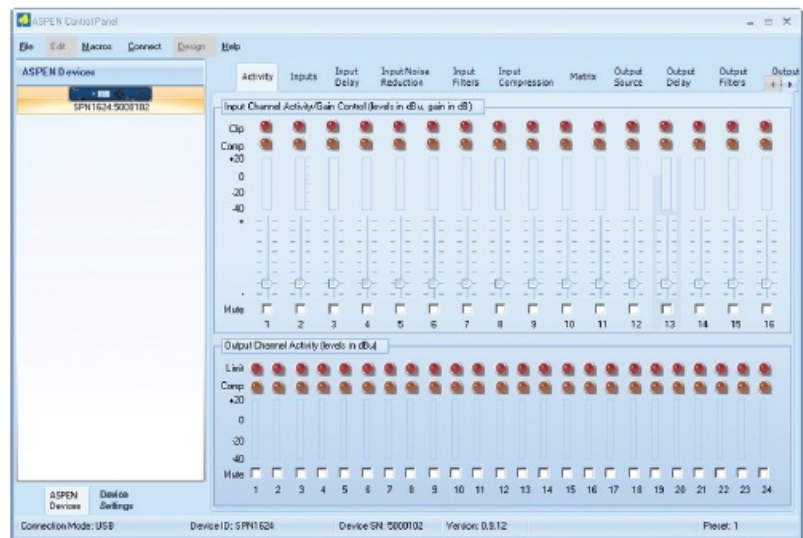 ASPEN Control Panel
File Edit Macros Connect Design Help
ASPEN Devices
SPN1624:5000102
Activity Inputs Input Delay Input Noise Reduction Input Filters Input Compression Matrix Output Source Output Delay Output Filters Output
Input Channel Activity/Gain Control (levels in dBu, gain in dB)
Clip
Comp
+20
0
-20
-40
+
-
Mute
1 2 3 4 5 6 7 8 9 10 11 12 13 14 15 16
Output Channel Activity (levels in dBu)
Limit
Comp
+20
0
-20
-40
Mute
1 2 3 4 5 6 7 8 9 10 11 12 13 14 15 16 17 18 19 20 21 22 23 24
ASPEN Devices
Device Settings
Connection Mode: USB Device ID: SPN1624 Device SN: 5000102 Version: 0.9.12 Preset: 1